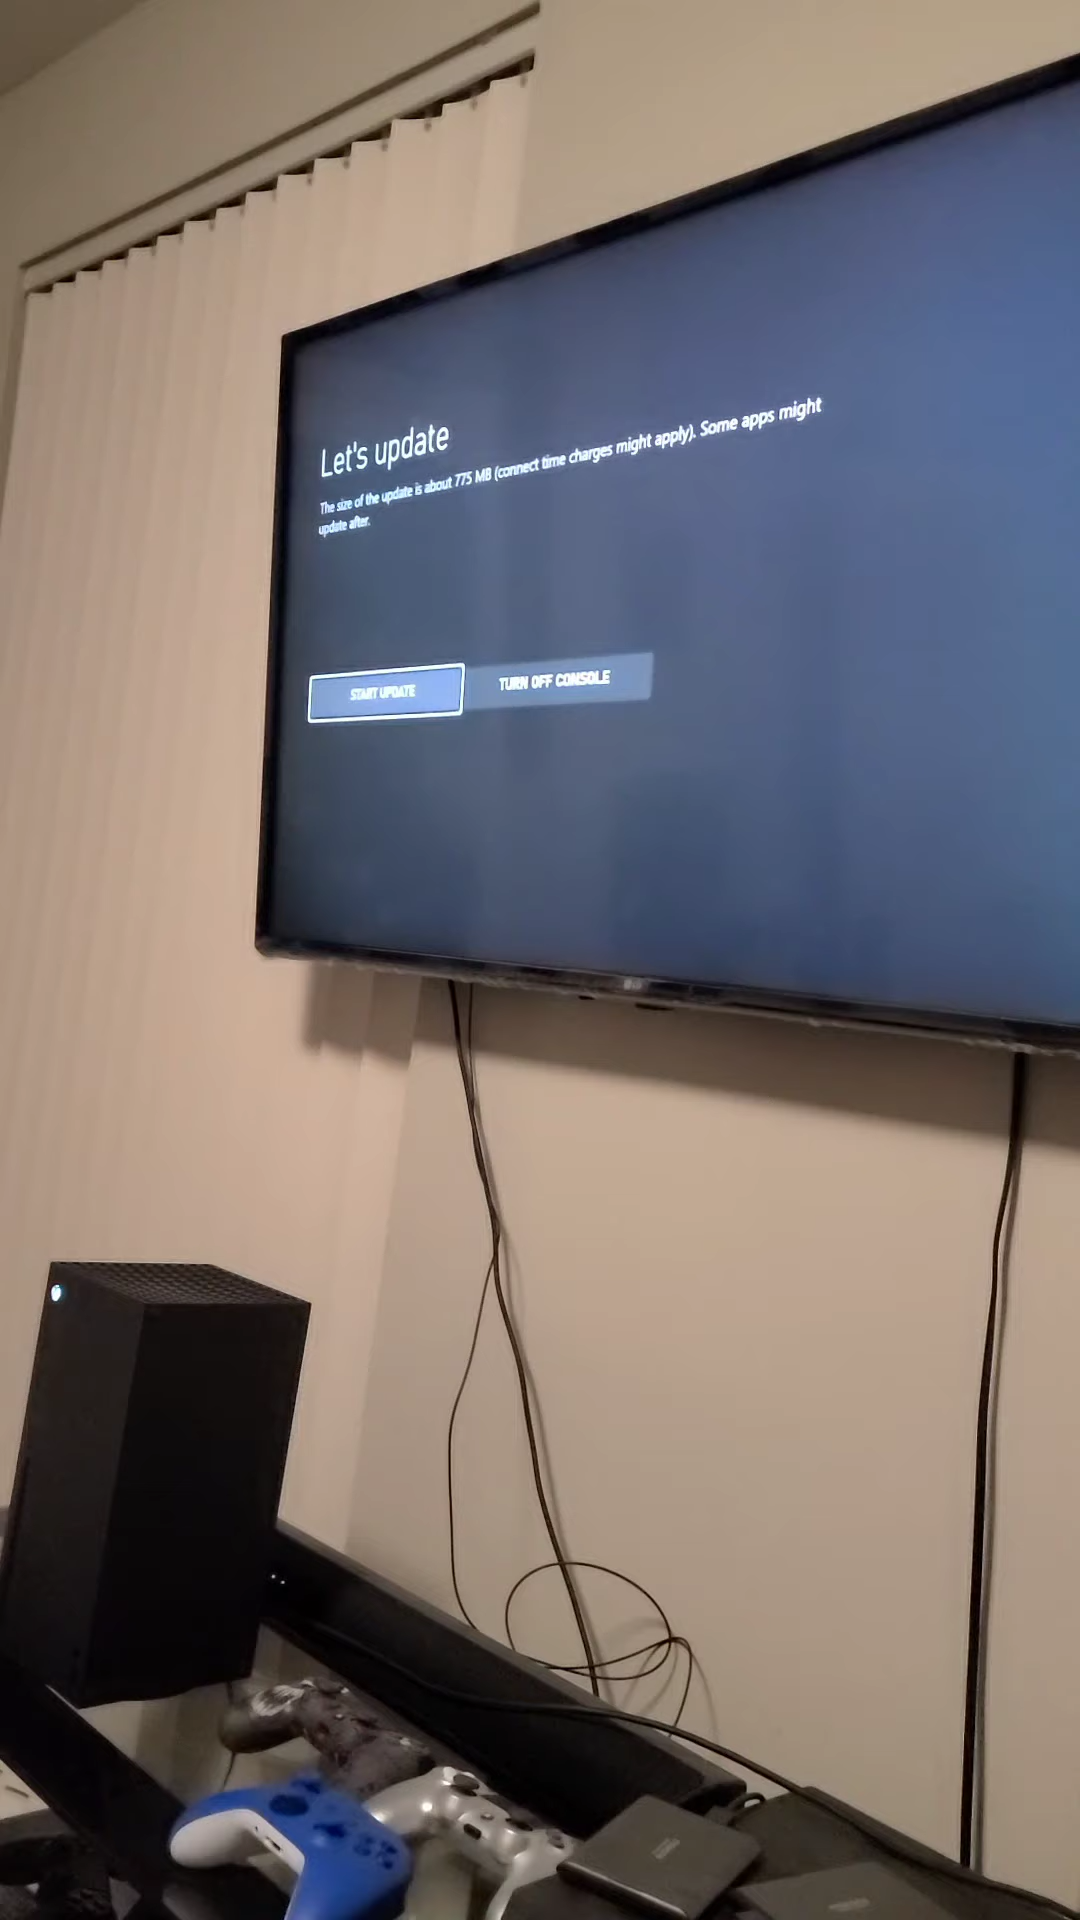 Let's update
The size of the update is about 775 MB (connect time charges might apply). Some apps might
update after.
START UPDATE
TURN OFF CONSOLE
LG